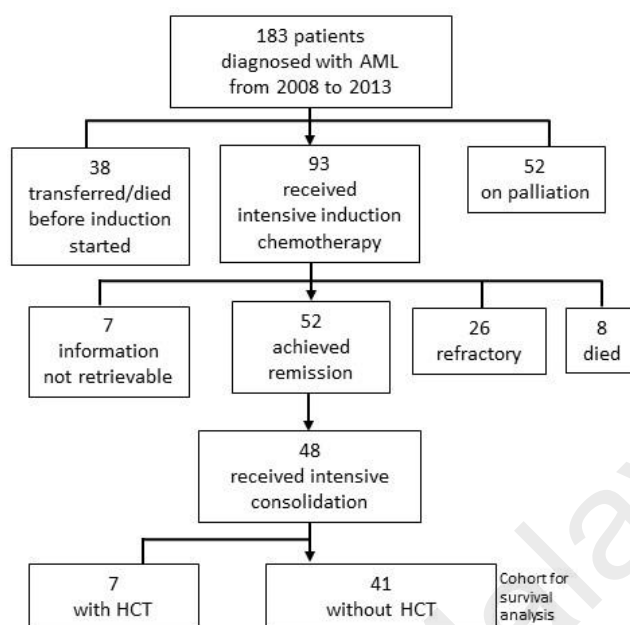 183 patients
diagnosed with AML
from 2008 to 2013
38
transferred/died
before induction
started
93
received
intensive induction
chemotherapy
52
on palliation
7
information
not retrievable
52
achieved
remission
26
refractory
8
died
48
received intensive
consolidation
7
with HCT
41
without HCT
Cohort for
survival
analysis